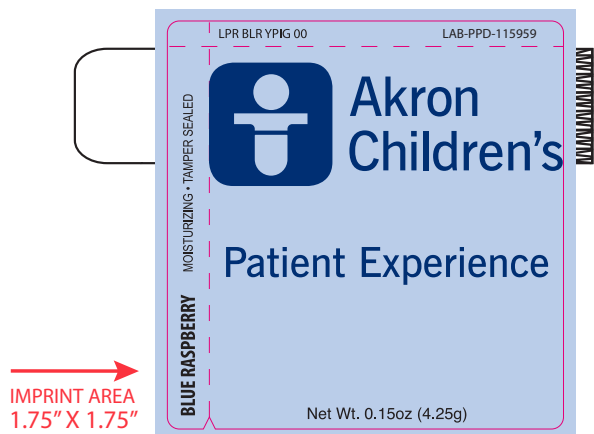 LPR BLR YPIG 00 LAB-PPD-115959
Akron
Children's
Patient Experience
BLUE RASPBERRY MOISTURIZING • TAMPER SEALED
Net Wt. 0.15oz (4.25g)
IMPRINT AREA
1.75” X 1.75”